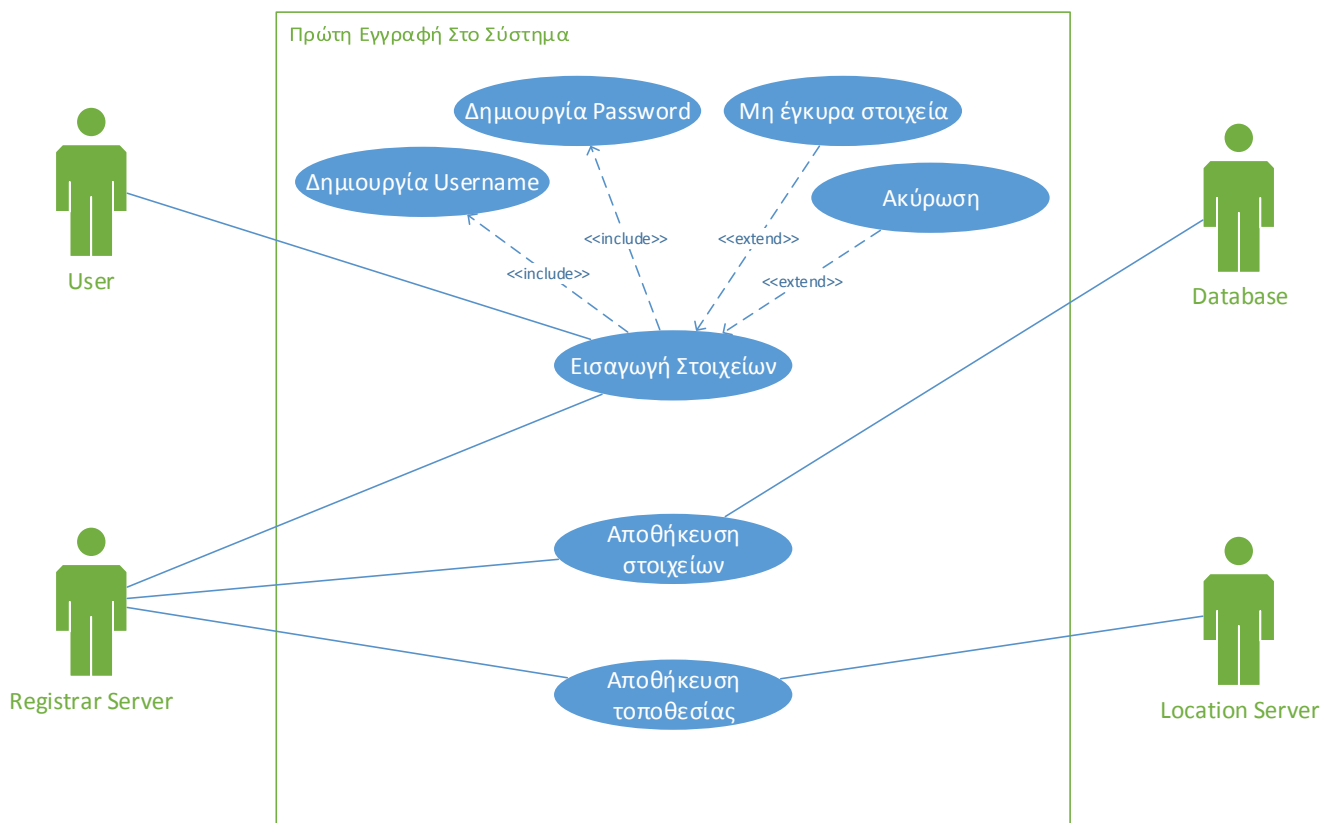 Πρώτη Εγγραφή Στο Σύστημα
Δημιουργία Password
Μη έγκυρα στοιχεία
Δημιουργία Username
Ακύρωση
<<include>>
<<extend>>
<<include>>
<<extend>>
User
Database
Εισαγωγή Στοιχείων
Αποθήκευση
στοιχείων
Αποθήκευση
τοποθεσίας
Registrar Server
Location Server